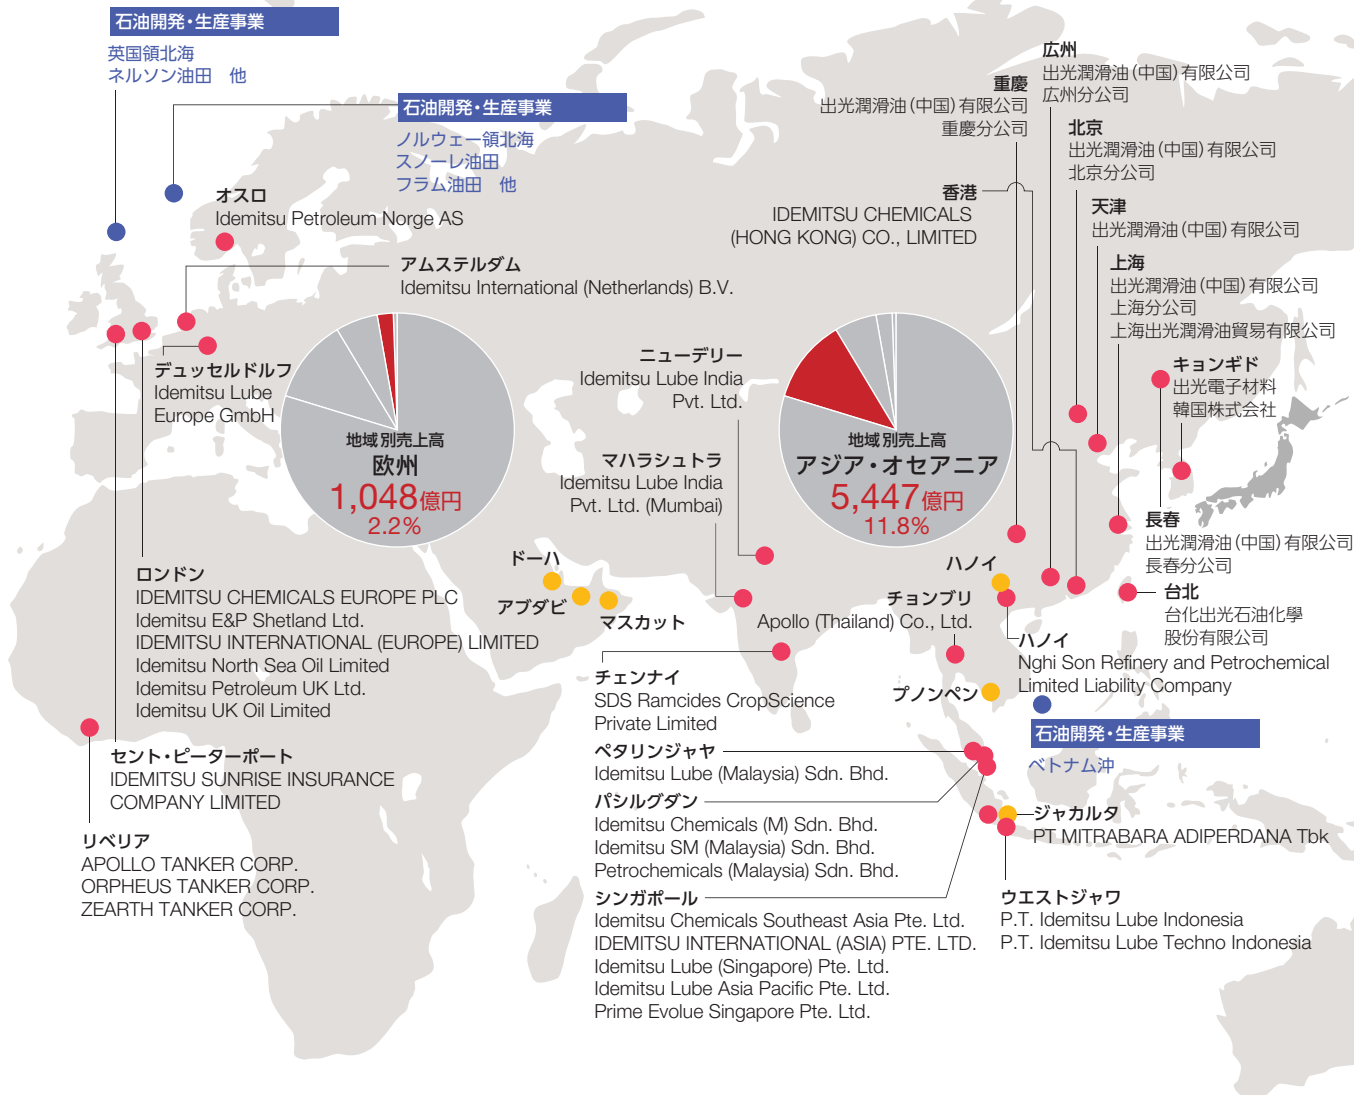 石油開発・生産事業
英国領北海
ネルソン油田　他
石油開発・生産事業
ノルウェー領北海
スノーレ油田
フラム油田　他
オスロ
Idemitsu Petroleum Norge AS
アムステルダム
Idemitsu International (Netherlands) B.V.
デュッセルドルフ
Idemitsu Lube
Europe GmbH
地域別売上高
欧州
1,048億円
2.2%
ロンドン
IDEMITSU CHEMICALS EUROPE PLC
Idemitsu E&P Shetland Ltd.
IDEMITSU INTERNATIONAL (EUROPE) LIMITED
Idemitsu North Sea Oil Limited
Idemitsu Petroleum UK Ltd.
Idemitsu UK Oil Limited
セント・ピーターポート
IDEMITSU SUNRISE INSURANCE
COMPANY LIMITED
リベリア
APOLLO TANKER CORP.
ORPHEUS TANKER CORP.
ZEARTH TANKER CORP.
ドーハ
アブダビ
マスカット
ニューデリー
Idemitsu Lube India
Pvt. Ltd.
マハラシュトラ
Idemitsu Lube India
Pvt. Ltd. (Mumbai)
地域別売上高
アジア・オセアニア
5,447億円
11.8%
チェンナイ
SDS Ramcides CropScience
Private Limited
ペタリンジャヤ
Idemitsu Lube (Malaysia) Sdn. Bhd.
パシルグダン
Idemitsu Chemicals (M) Sdn. Bhd.
Idemitsu SM (Malaysia) Sdn. Bhd.
Petrochemicals (Malaysia) Sdn. Bhd.
シンガポール
Idemitsu Chemicals Southeast Asia Pte. Ltd.
IDEMITSU INTERNATIONAL (ASIA) PTE. LTD.
Idemitsu Lube (Singapore) Pte. Ltd.
Idemitsu Lube Asia Pacific Pte. Ltd.
Prime Evolue Singapore Pte. Ltd.
広州
出光潤滑油(中国)有限公司
広州分公司
重慶
出光潤滑油(中国)有限公司
重慶分公司
北京
出光潤滑油(中国)有限公司
北京分公司
香港
IDEMITSU CHEMICALS
(HONG KONG) CO., LIMITED
天津
出光潤滑油(中国)有限公司
上海
出光潤滑油(中国)有限公司
上海分公司
上海出光潤滑油貿易有限公司
キョンギド
出光電子材料
韓国株式会社
長春
出光潤滑油(中国)有限公司
長春分公司
台北
台化出光石油化學
股份有限公司
ハノイ
チョンブリ
Apollo (Thailand) Co., Ltd.
ハノイ
Nghi Son Refinery and Petrochemical
Limited Liability Company
プノンペン
石油開発・生産事業
ベトナム沖
ジャカルタ
PT MITRABARA ADIPERDANA Tbk
ウエストジャワ
P.T. Idemitsu Lube Indonesia
P.T. Idemitsu Lube Techno Indonesia